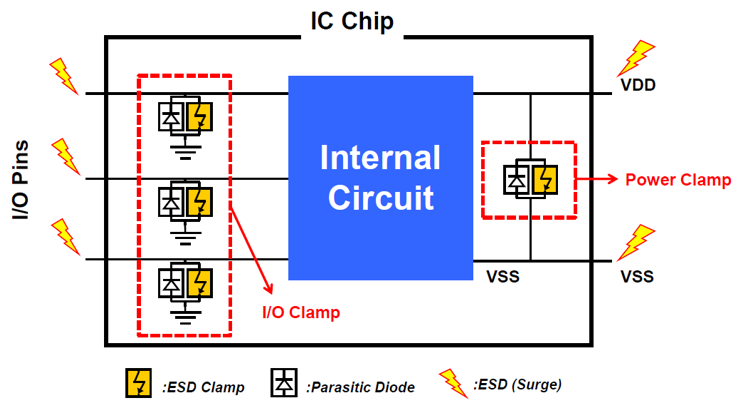 IC Chip
VDD
I/O Pins
Internal
Circuit
Power Clamp
VSS
VSS
I/O Clamp
:ESD Clamp
:Parasitic Diode
:ESD (Surge)